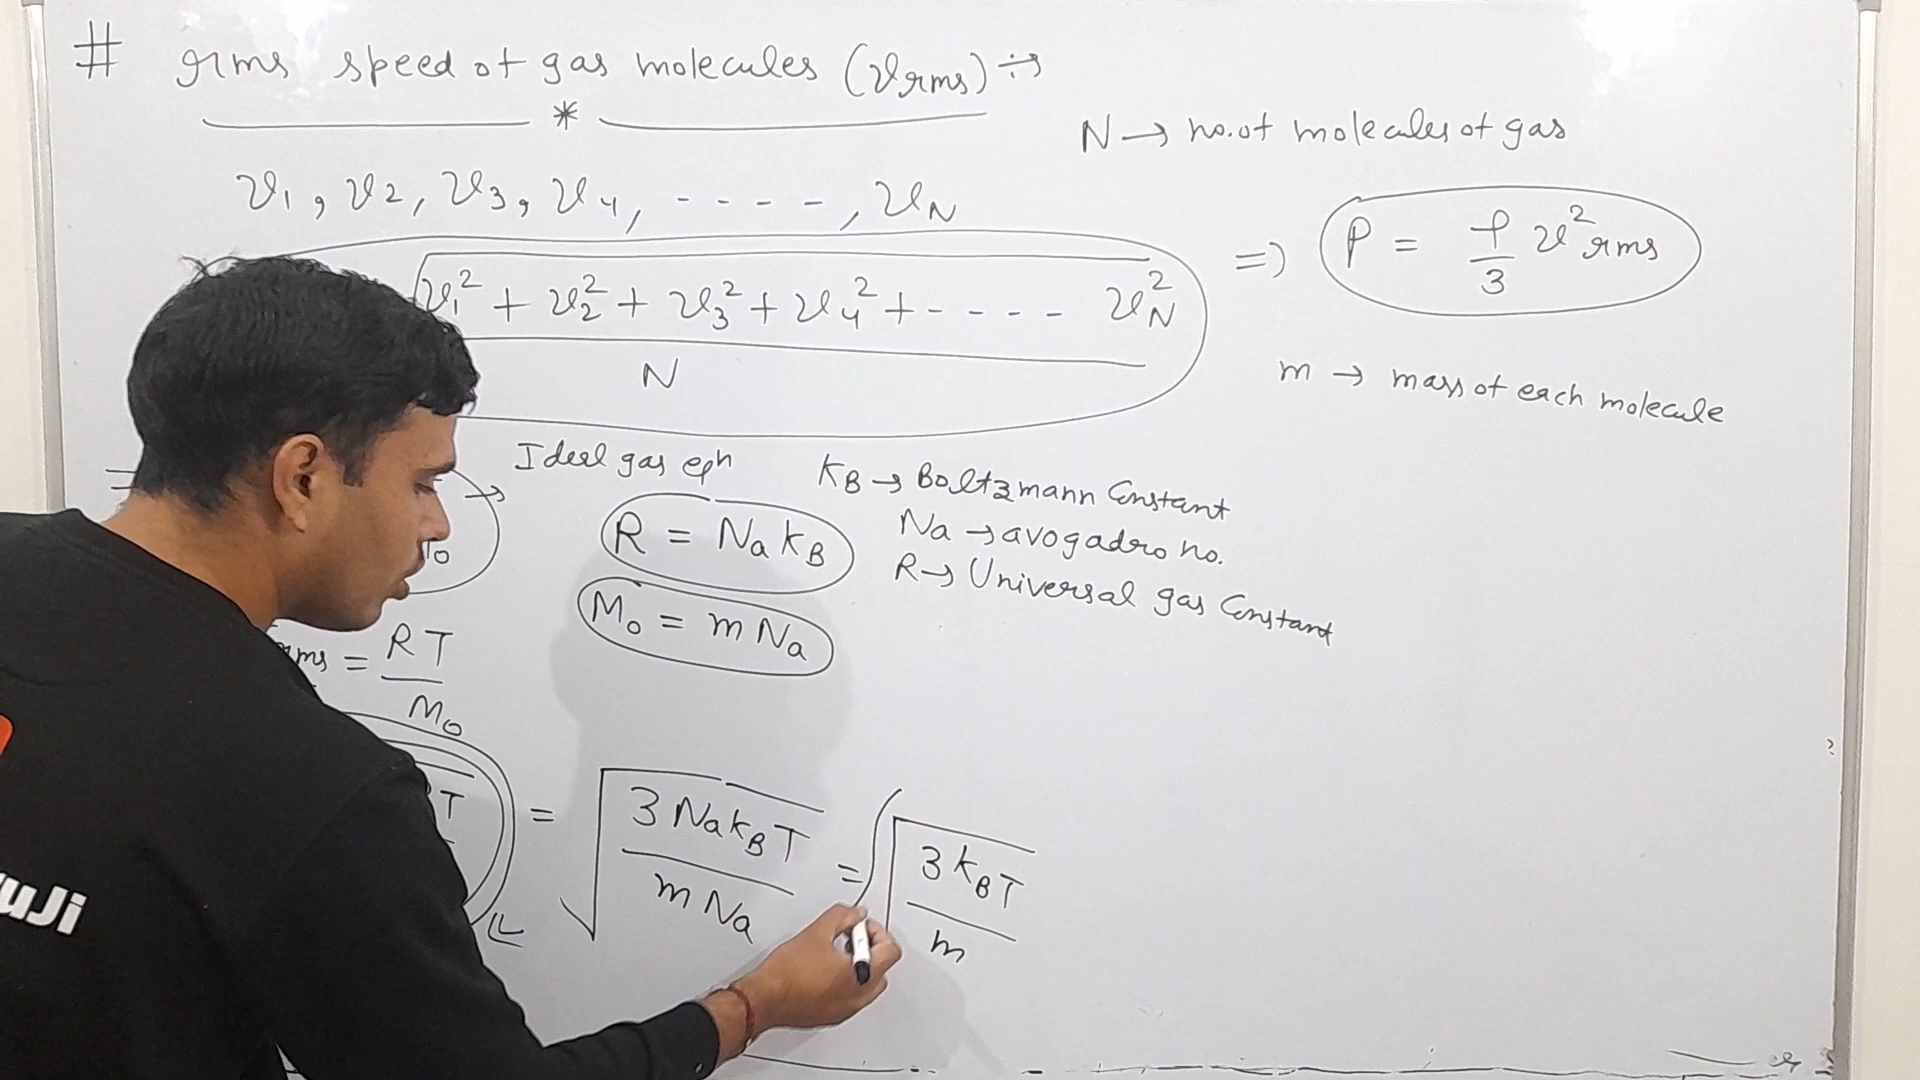 # rms speed of gas molecules (vrms) ÷→
*
N → no. of molecules of gas
v₁, v₂, v₃, v₄, - - - - -, vN
v₁² + v₂² + v₃² + v₄² + - - - - vN²
N
⇒ P = ρ/3 v²rms
m → mass of each molecule
Ideal gas eqn
KB → Boltzmann Constant
R = Na KB
Na → avogadro no.
R → Universal gas Constant
M₀ = m Na
rms = RT/M₀
T = √(3 Na KB T / m Na) = √(3 KB T / m)
uJi